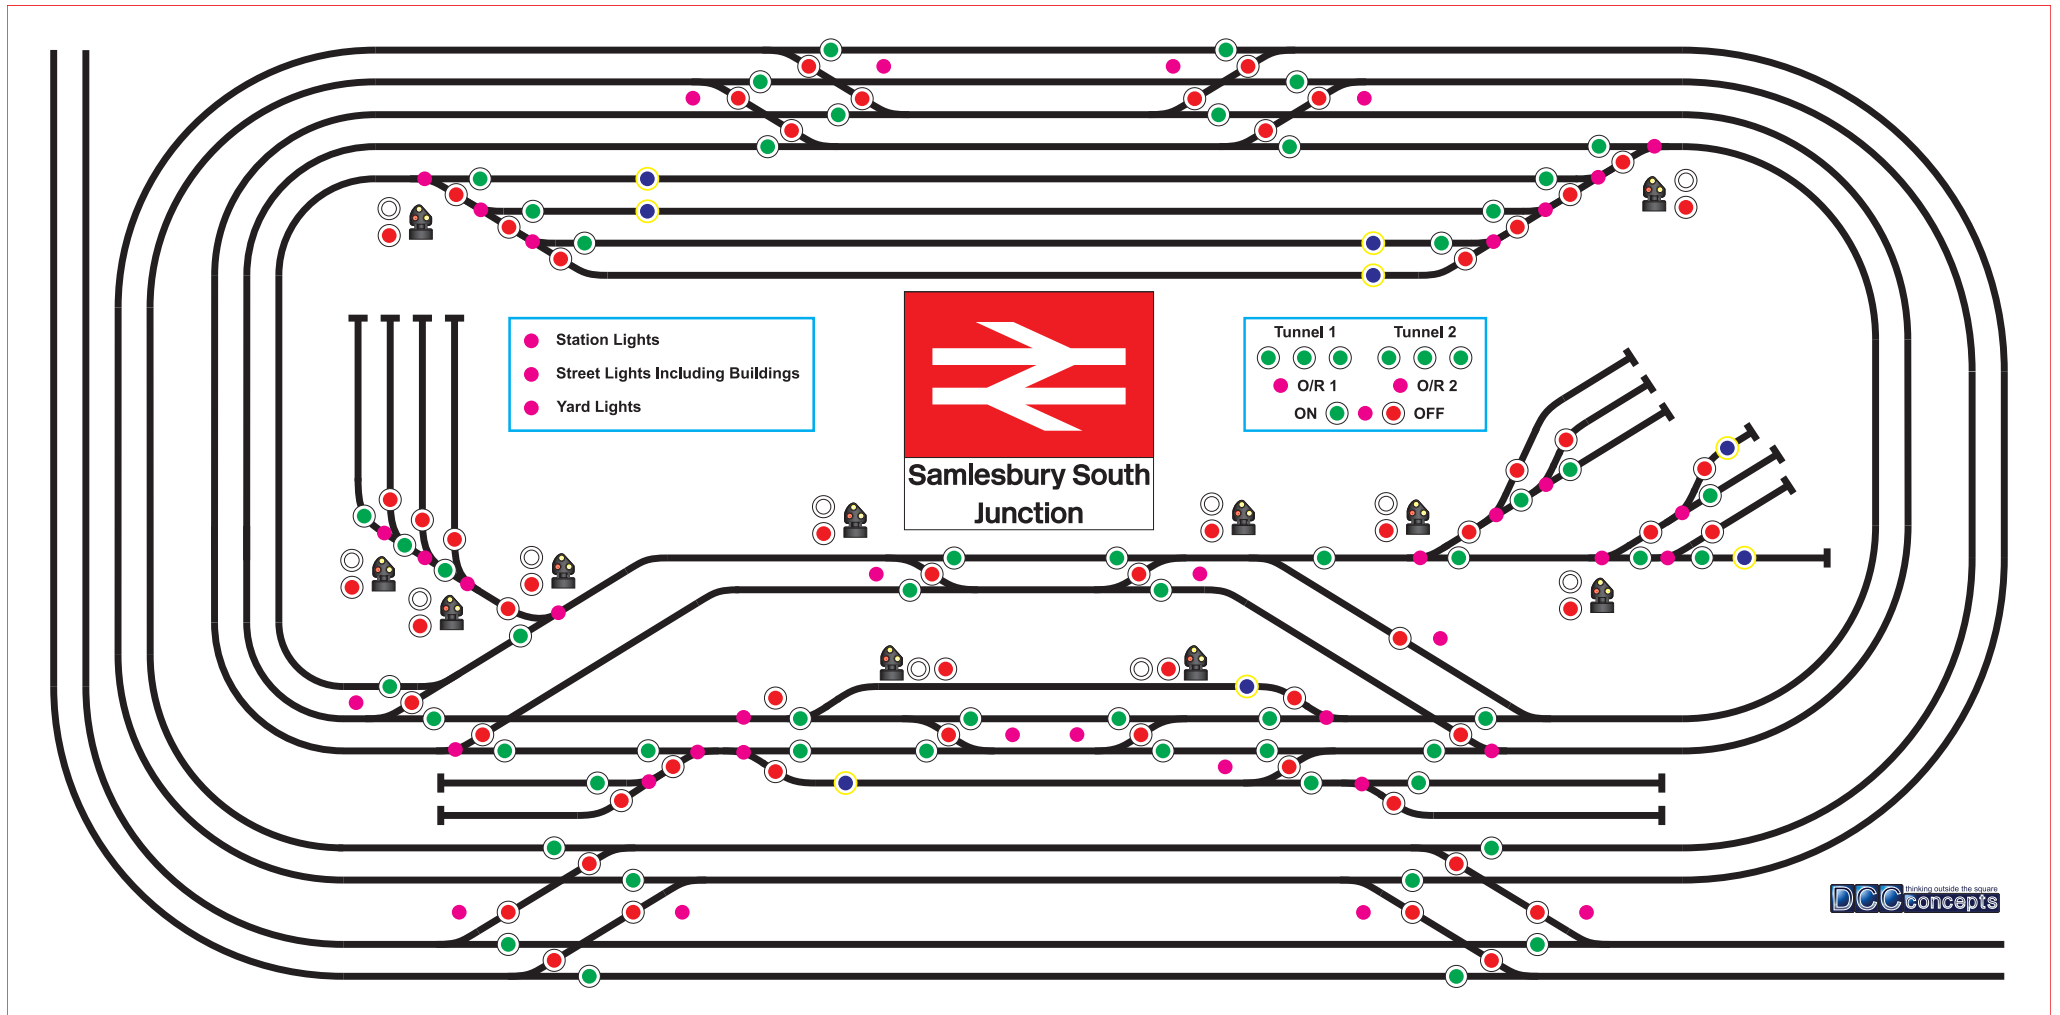 Station Lights
Street Lights Including Buildings
Yard Lights
Samlesbury South
Junction
Tunnel 1 Tunnel 2
O/R 1 O/R 2
ON OFF
DCC concepts
thinking outside the square